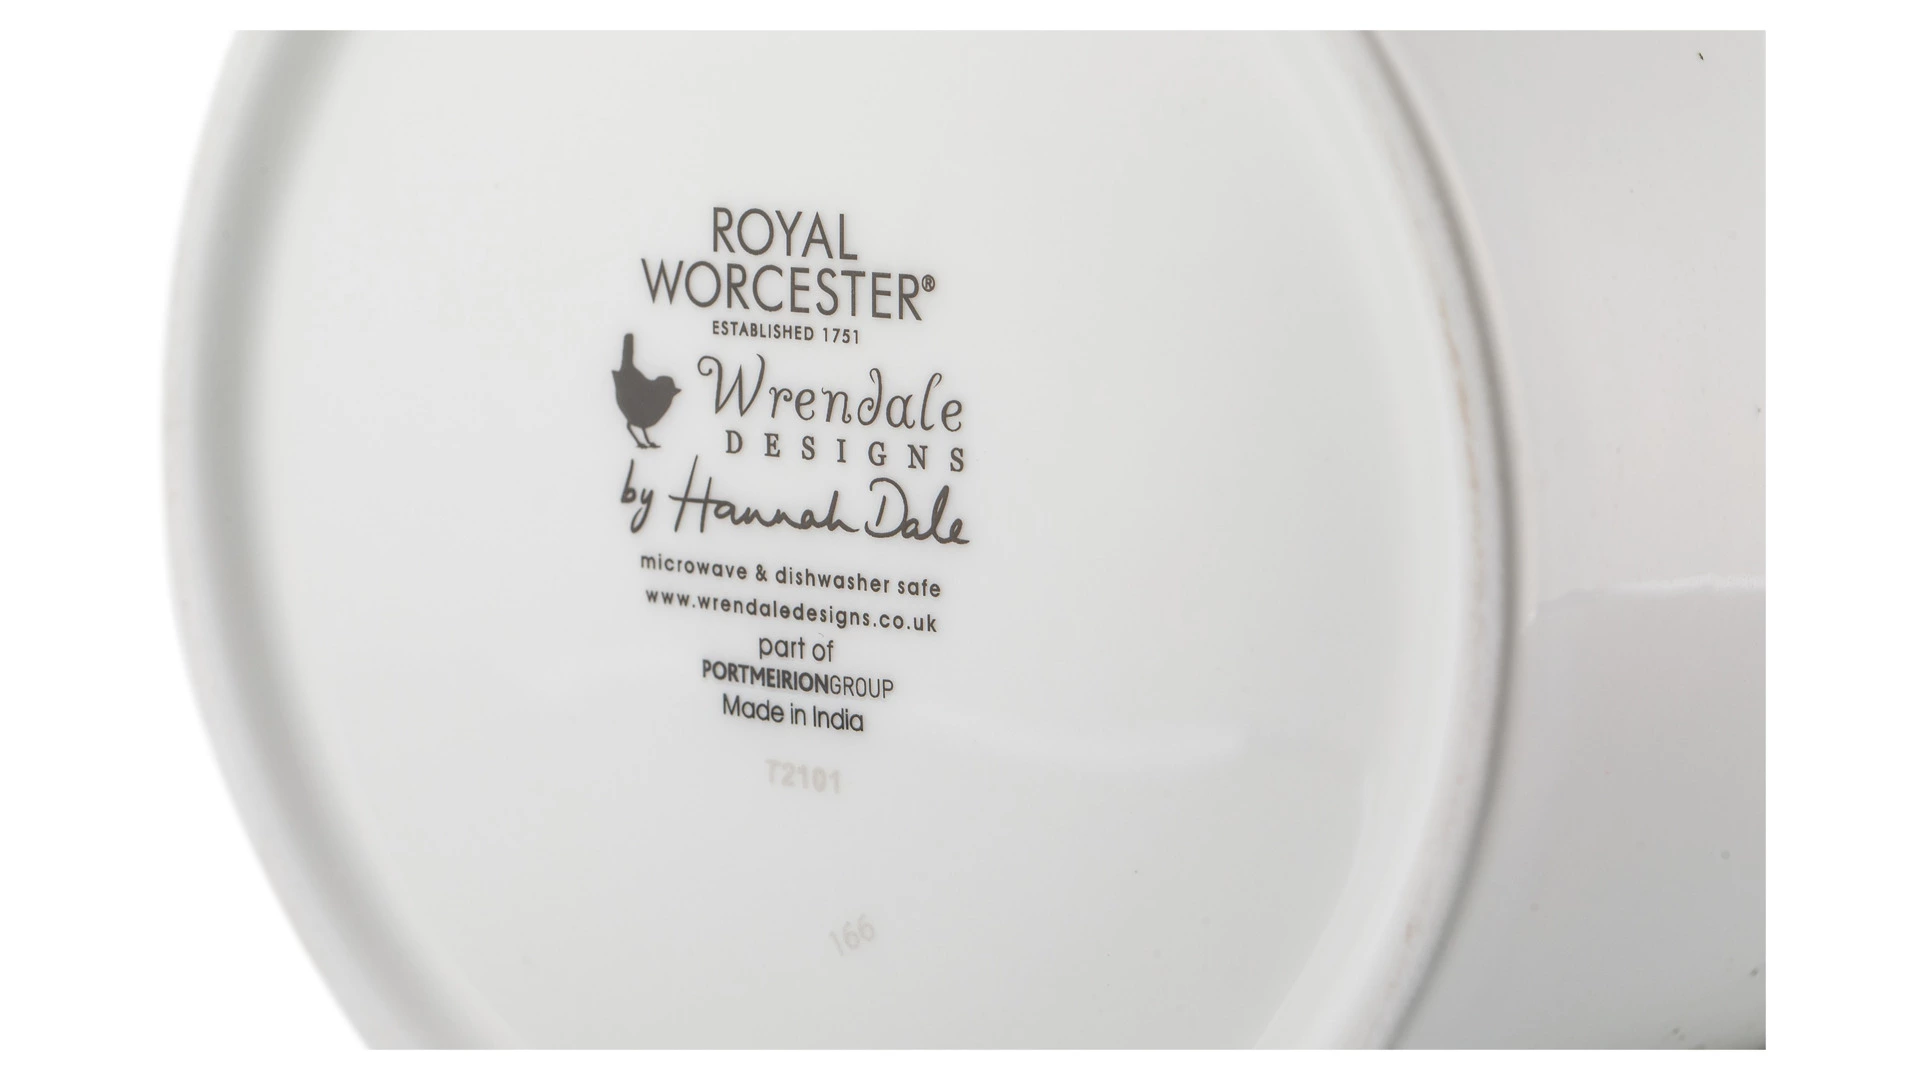 ROYAL
WORCESTER®
ESTABLISHED 1751
Wrendale
DESIGNS
by Hannah Dale
microwave & dishwasher safe
www.wrendaledesigns.co.uk
part of
PORTMEIRIONGROUP
Made in India
T2101
166